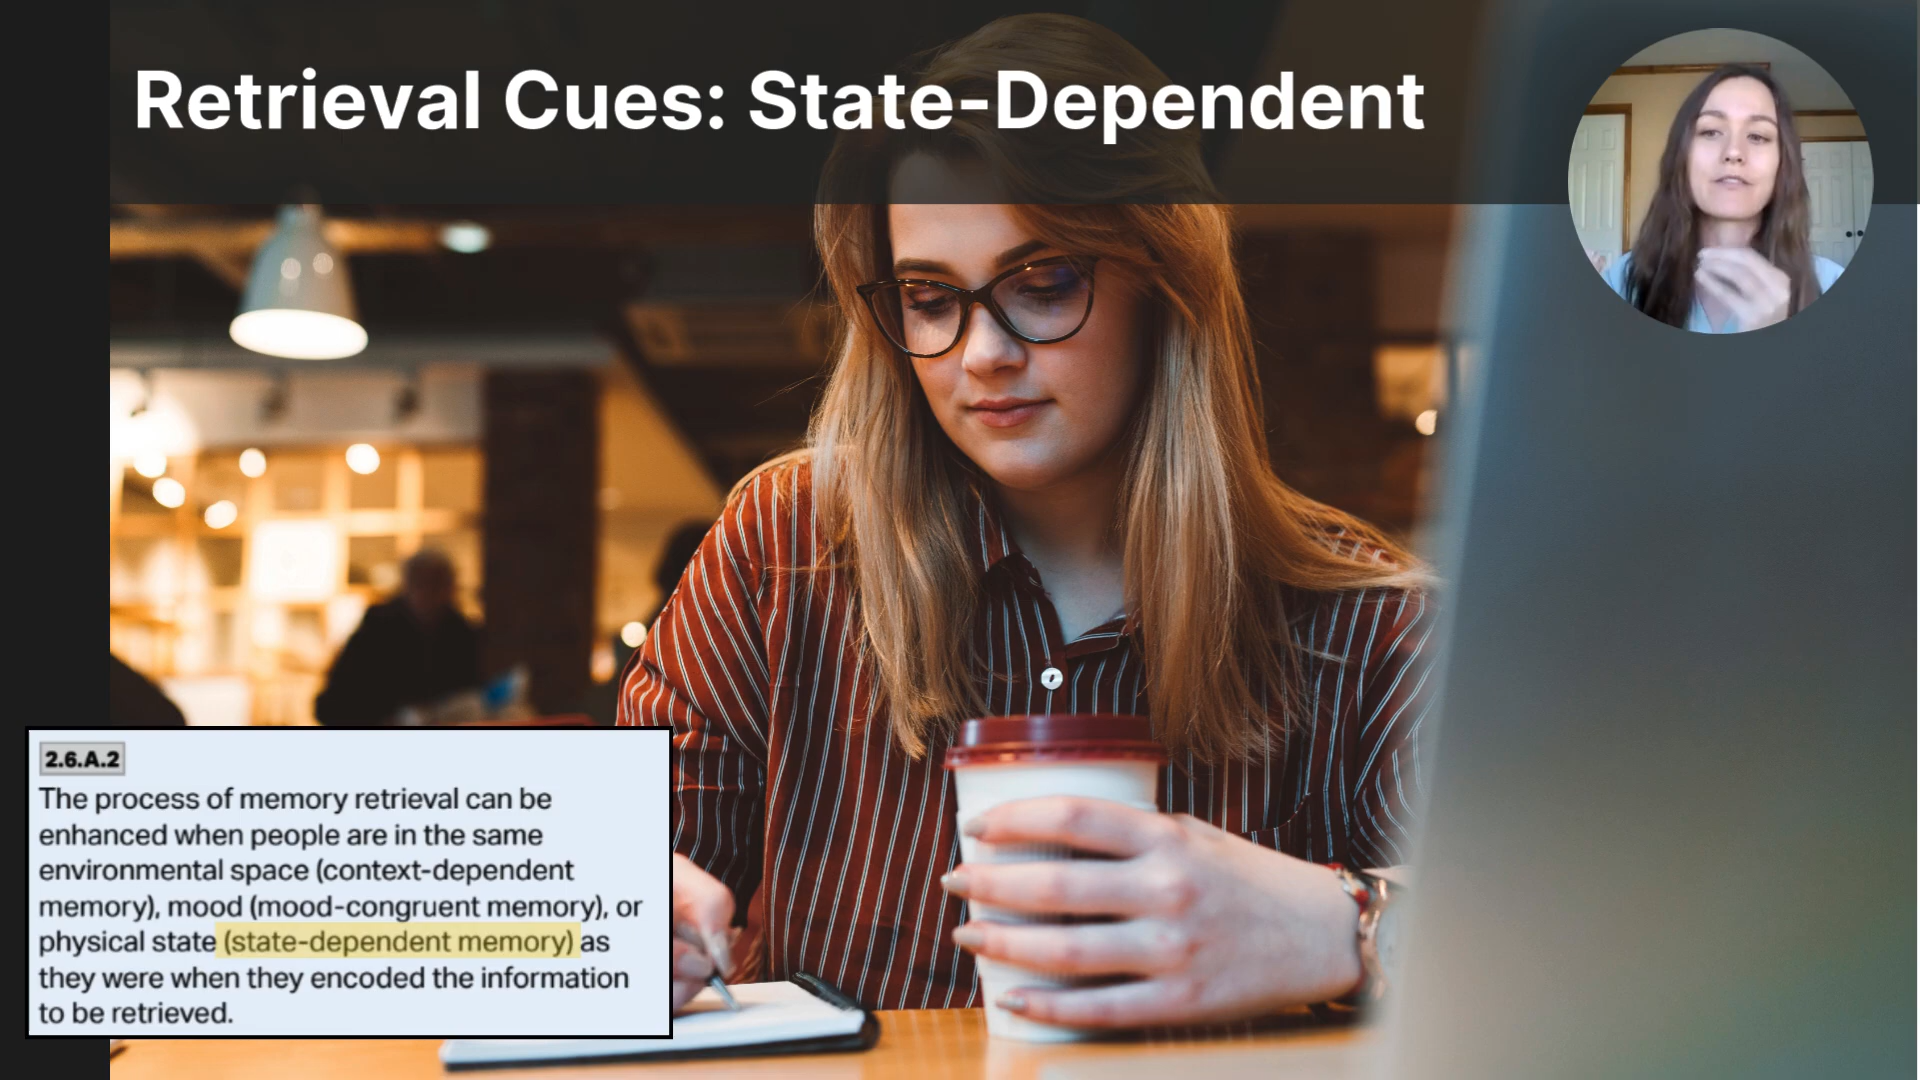 Retrieval Cues: State-Dependent
2.6.A.2
The process of memory retrieval can be
enhanced when people are in the same
environmental space (context-dependent
memory), mood (mood-congruent memory), or
physical state (state-dependent memory) as
they were when they encoded the information
to be retrieved.